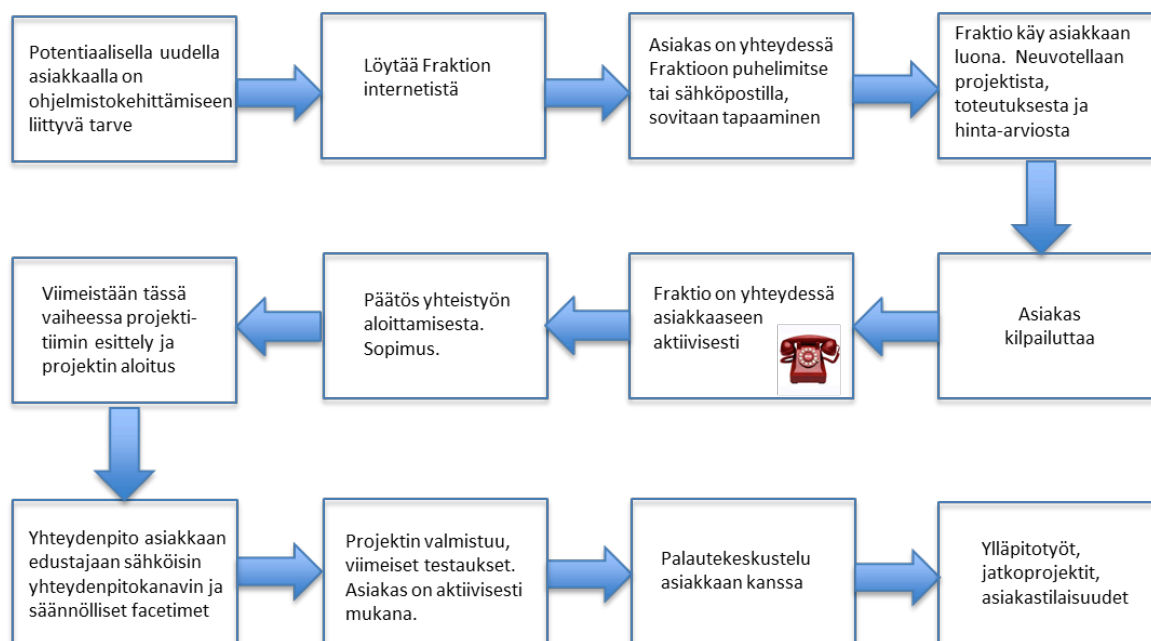 Potentiaalisella uudella
asiakkaalla on
ohjelmistokehittämiseen
liittyvä tarve
Löytää Fraktion
internetistä
Asiakas on yhteydessä
Fraktioon puhelimitse
tai sähköpostilla,
sovitaan tapaaminen
Fraktio käy asiakkaan
luona. Neuvotellaan
projektista,
toteutuksesta ja
hinta-arviosta
Asiakas
kilpailuttaa
Fraktio on yhteydessä
asiakkaaseen
aktiivisesti
Päätös yhteistyön
aloittamisesta.
Sopimus.
Viimeistään tässä
vaiheessa projekti-
tiimin esittely ja
projektin aloitus
Yhteydenpito asiakkaan
edustajaan sähköisin
yhteydenpitokanavin ja
säännölliset facetimet
Projektin valmistuu,
viimeiset testaukset.
Asiakas on aktiivisesti
mukana.
Palautekeskustelu
asiakkaan kanssa
Ylläpitotyöt,
jatkoprojektit,
asiakastilaisuudet